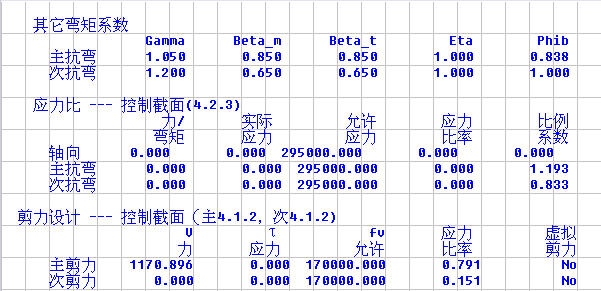 其它弯矩系数
Gamma Beta_m Beta_t Eta Phib
主抗弯 1.050 0.850 0.850 1.000 0.838
次抗弯 1.200 0.650 0.650 1.000 1.000
应力比 --- 控制截面(4.2.3)
力/ 实际 允许 应力 比例
弯矩 应力 应力 比率 系数
轴向 0.000 0.000 295000.000 0.000 0.000
主抗弯 0.000 0.000 295000.000 0.000 1.193
次抗弯 0.000 0.000 295000.000 0.000 0.833
剪力设计 --- 控制截面 (主4.1.2, 次4.1.2)
V τ fv 应力 虚拟
力 应力 允许 比率 剪力
主剪力 1170.896 0.000 170000.000 0.791 No
次剪力 0.000 0.000 170000.000 0.151 No